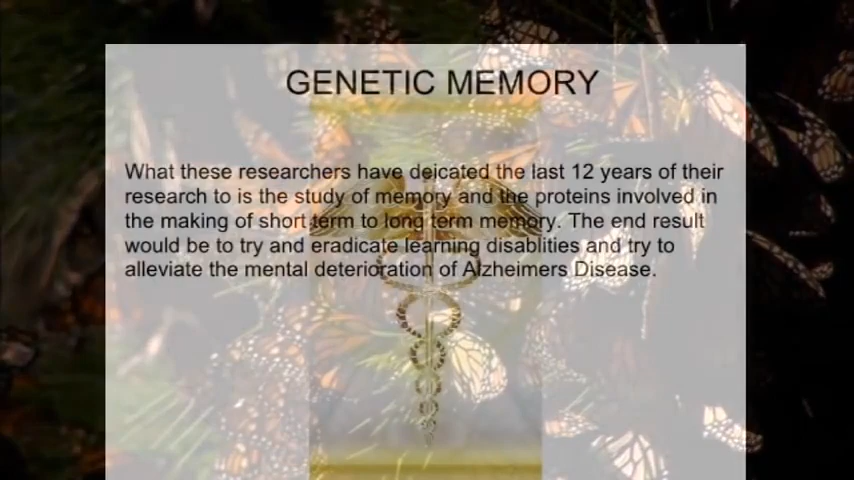 GENETIC MEMORY
What these researchers have deicated the last 12 years of their
research to is the study of memory and the proteins involved in
the making of short term to long term memory. The end result
would be to try and eradicate learning disablities and try to
alleviate the mental deterioration of Alzheimers Disease.